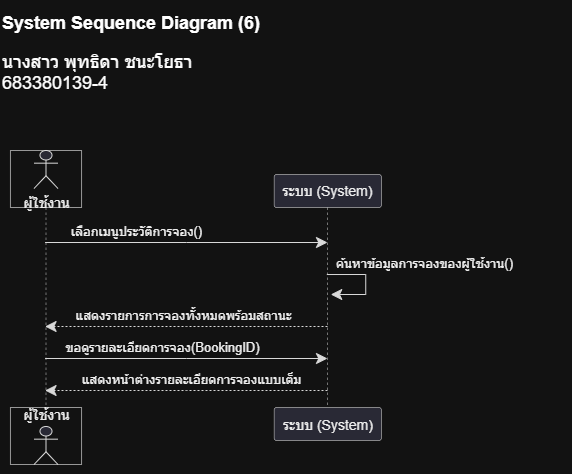 System Sequence Diagram (6)
นางสาว พุทธิดา ชนะโยธา
683380139-4
ผู้ใช้งาน
ระบบ (System)
เลือกเมนูประวัติการจอง()
ค้นหาข้อมูลการจองของผู้ใช้งาน()
แสดงรายการการจองทั้งหมดพร้อมสถานะ
ขอดูรายละเอียดการจอง(BookingID)
แสดงหน้าต่างรายละเอียดการจองแบบเต็ม
ผู้ใช้งาน
ระบบ (System)